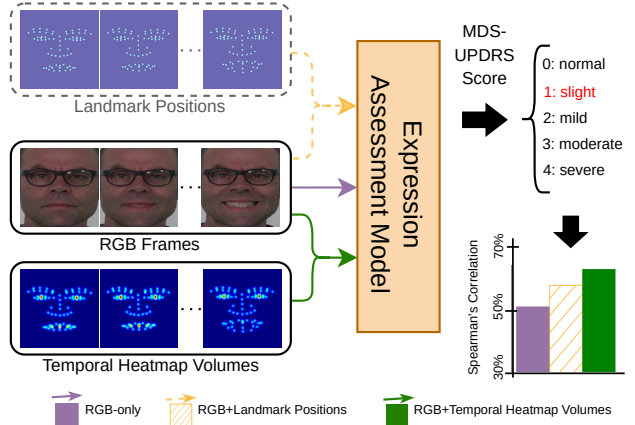 Landmark Positions
RGB Frames
Temporal Heatmap Volumes
Expression
Assessment Model
MDS-
UPDRS
Score
0: normal
1: slight
2: mild
3: moderate
4: severe
Spearman's Correlation
70%
50%
30%
RGB-only
RGB+Landmark Positions
RGB+Temporal Heatmap Volumes